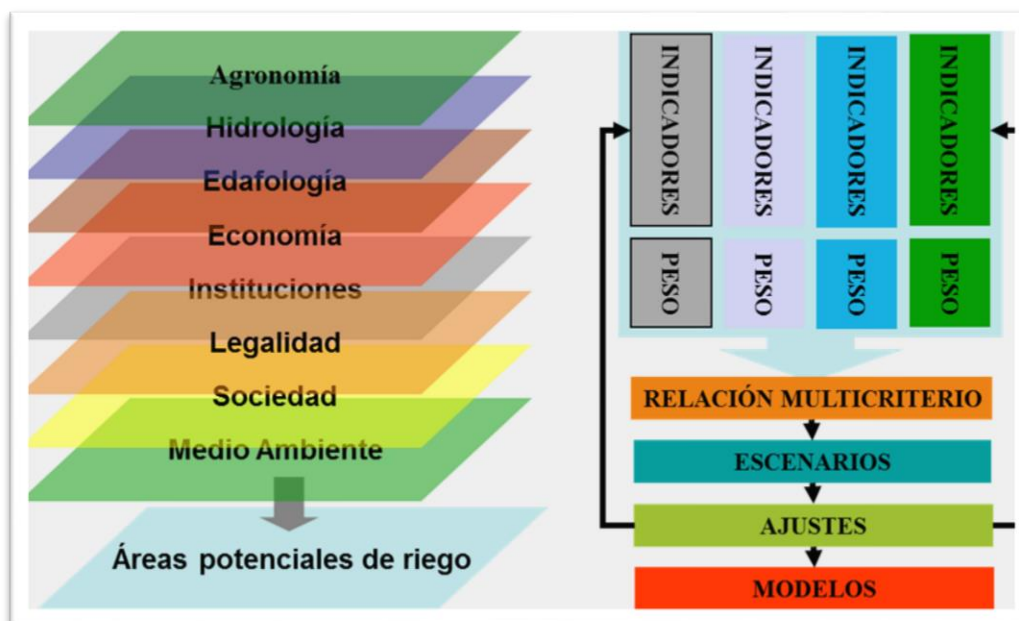 Agronomía
Hidrología
Edafología
Economía
Instituciones
Legalidad
Sociedad
Medio Ambiente
Áreas potenciales de riego
INDICADORES
INDICADORES
INDICADORES
INDICADORES
PESO
PESO
PESO
PESO
RELACIÓN MULTICRITERIO
ESCENARIOS
AJUSTES
MODELOS